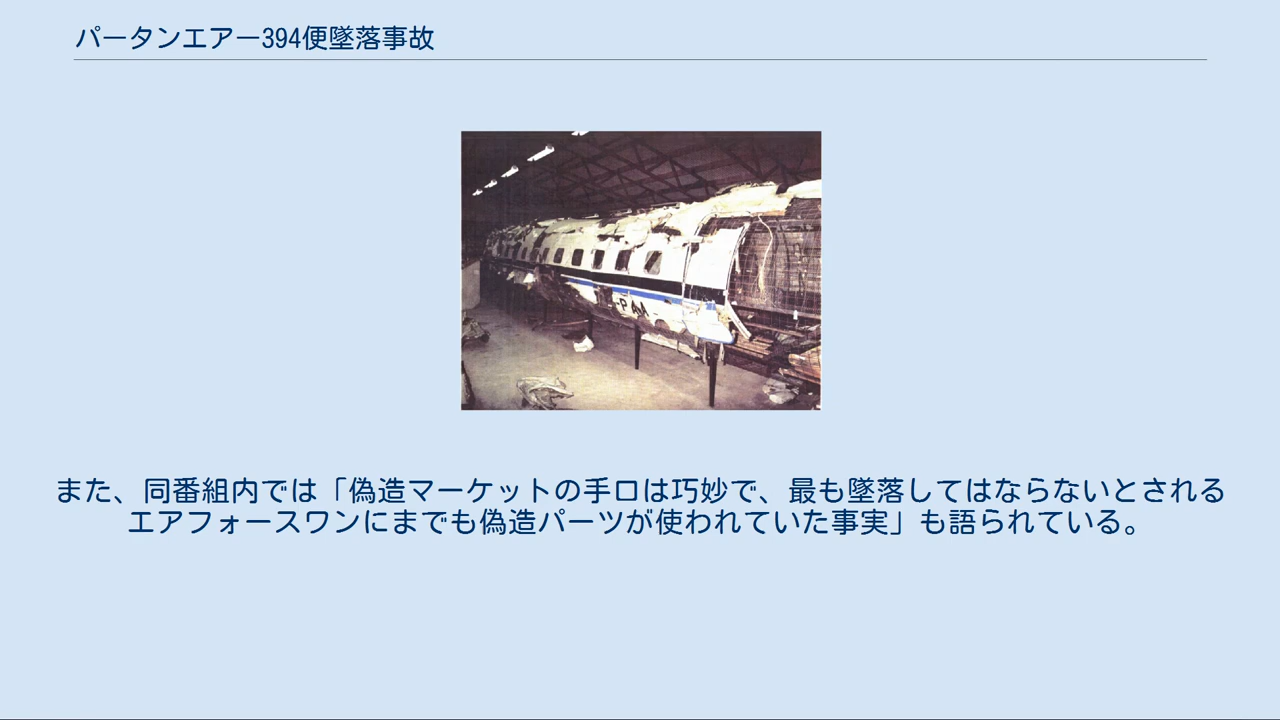 パータンエアー394便墜落事故
-PAA
また、同番組内では「偽造マーケットの手口は巧妙で、最も墜落してはならないとされる
エアフォースワンにまでも偽造パーツが使われていた事実」も語られている。